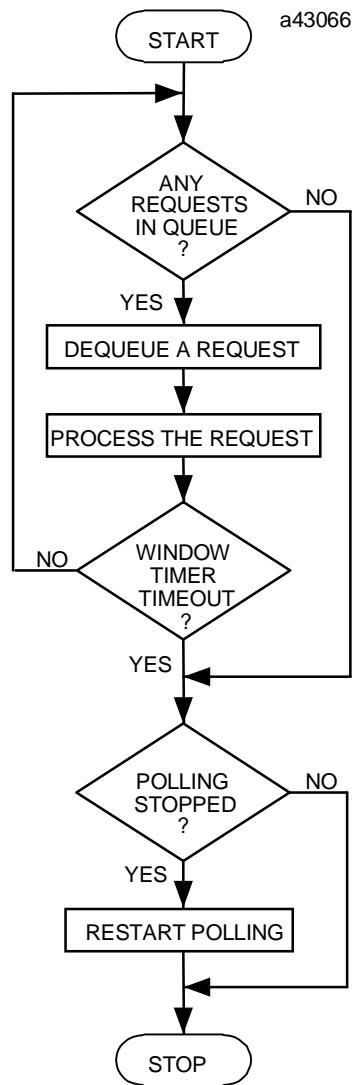 a43066
START
ANY
REQUESTS
IN QUEUE
?
NO
YES
DEQUEUE A REQUEST
PROCESS THE REQUEST
WINDOW
TIMER
TIMEOUT
?
NO
YES
POLLING
STOPPED
?
NO
YES
RESTART POLLING
STOP